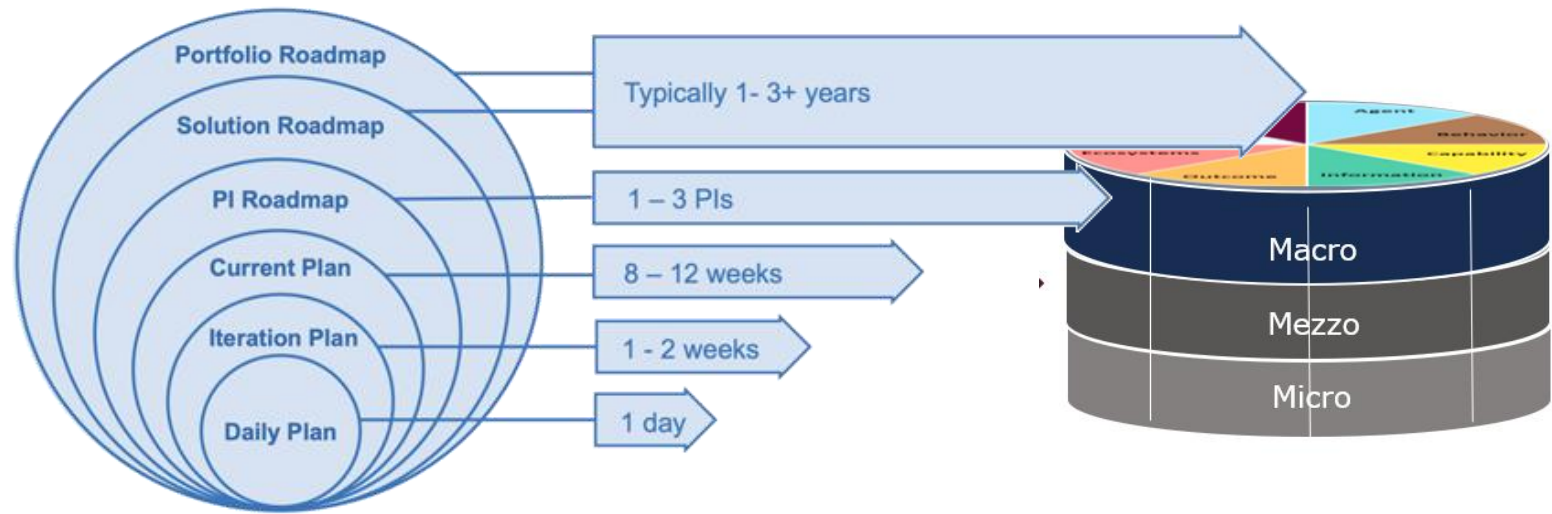 Portfolio Roadmap
Solution Roadmap
PI Roadmap
Current Plan
Iteration Plan
Daily Plan
Typically 1- 3+ years
1 – 3 PIs
8 – 12 weeks
1 - 2 weeks
1 day
Agent
Behavior
Capability
Information
Outcome
Ecosystems
Macro
Mezzo
Micro